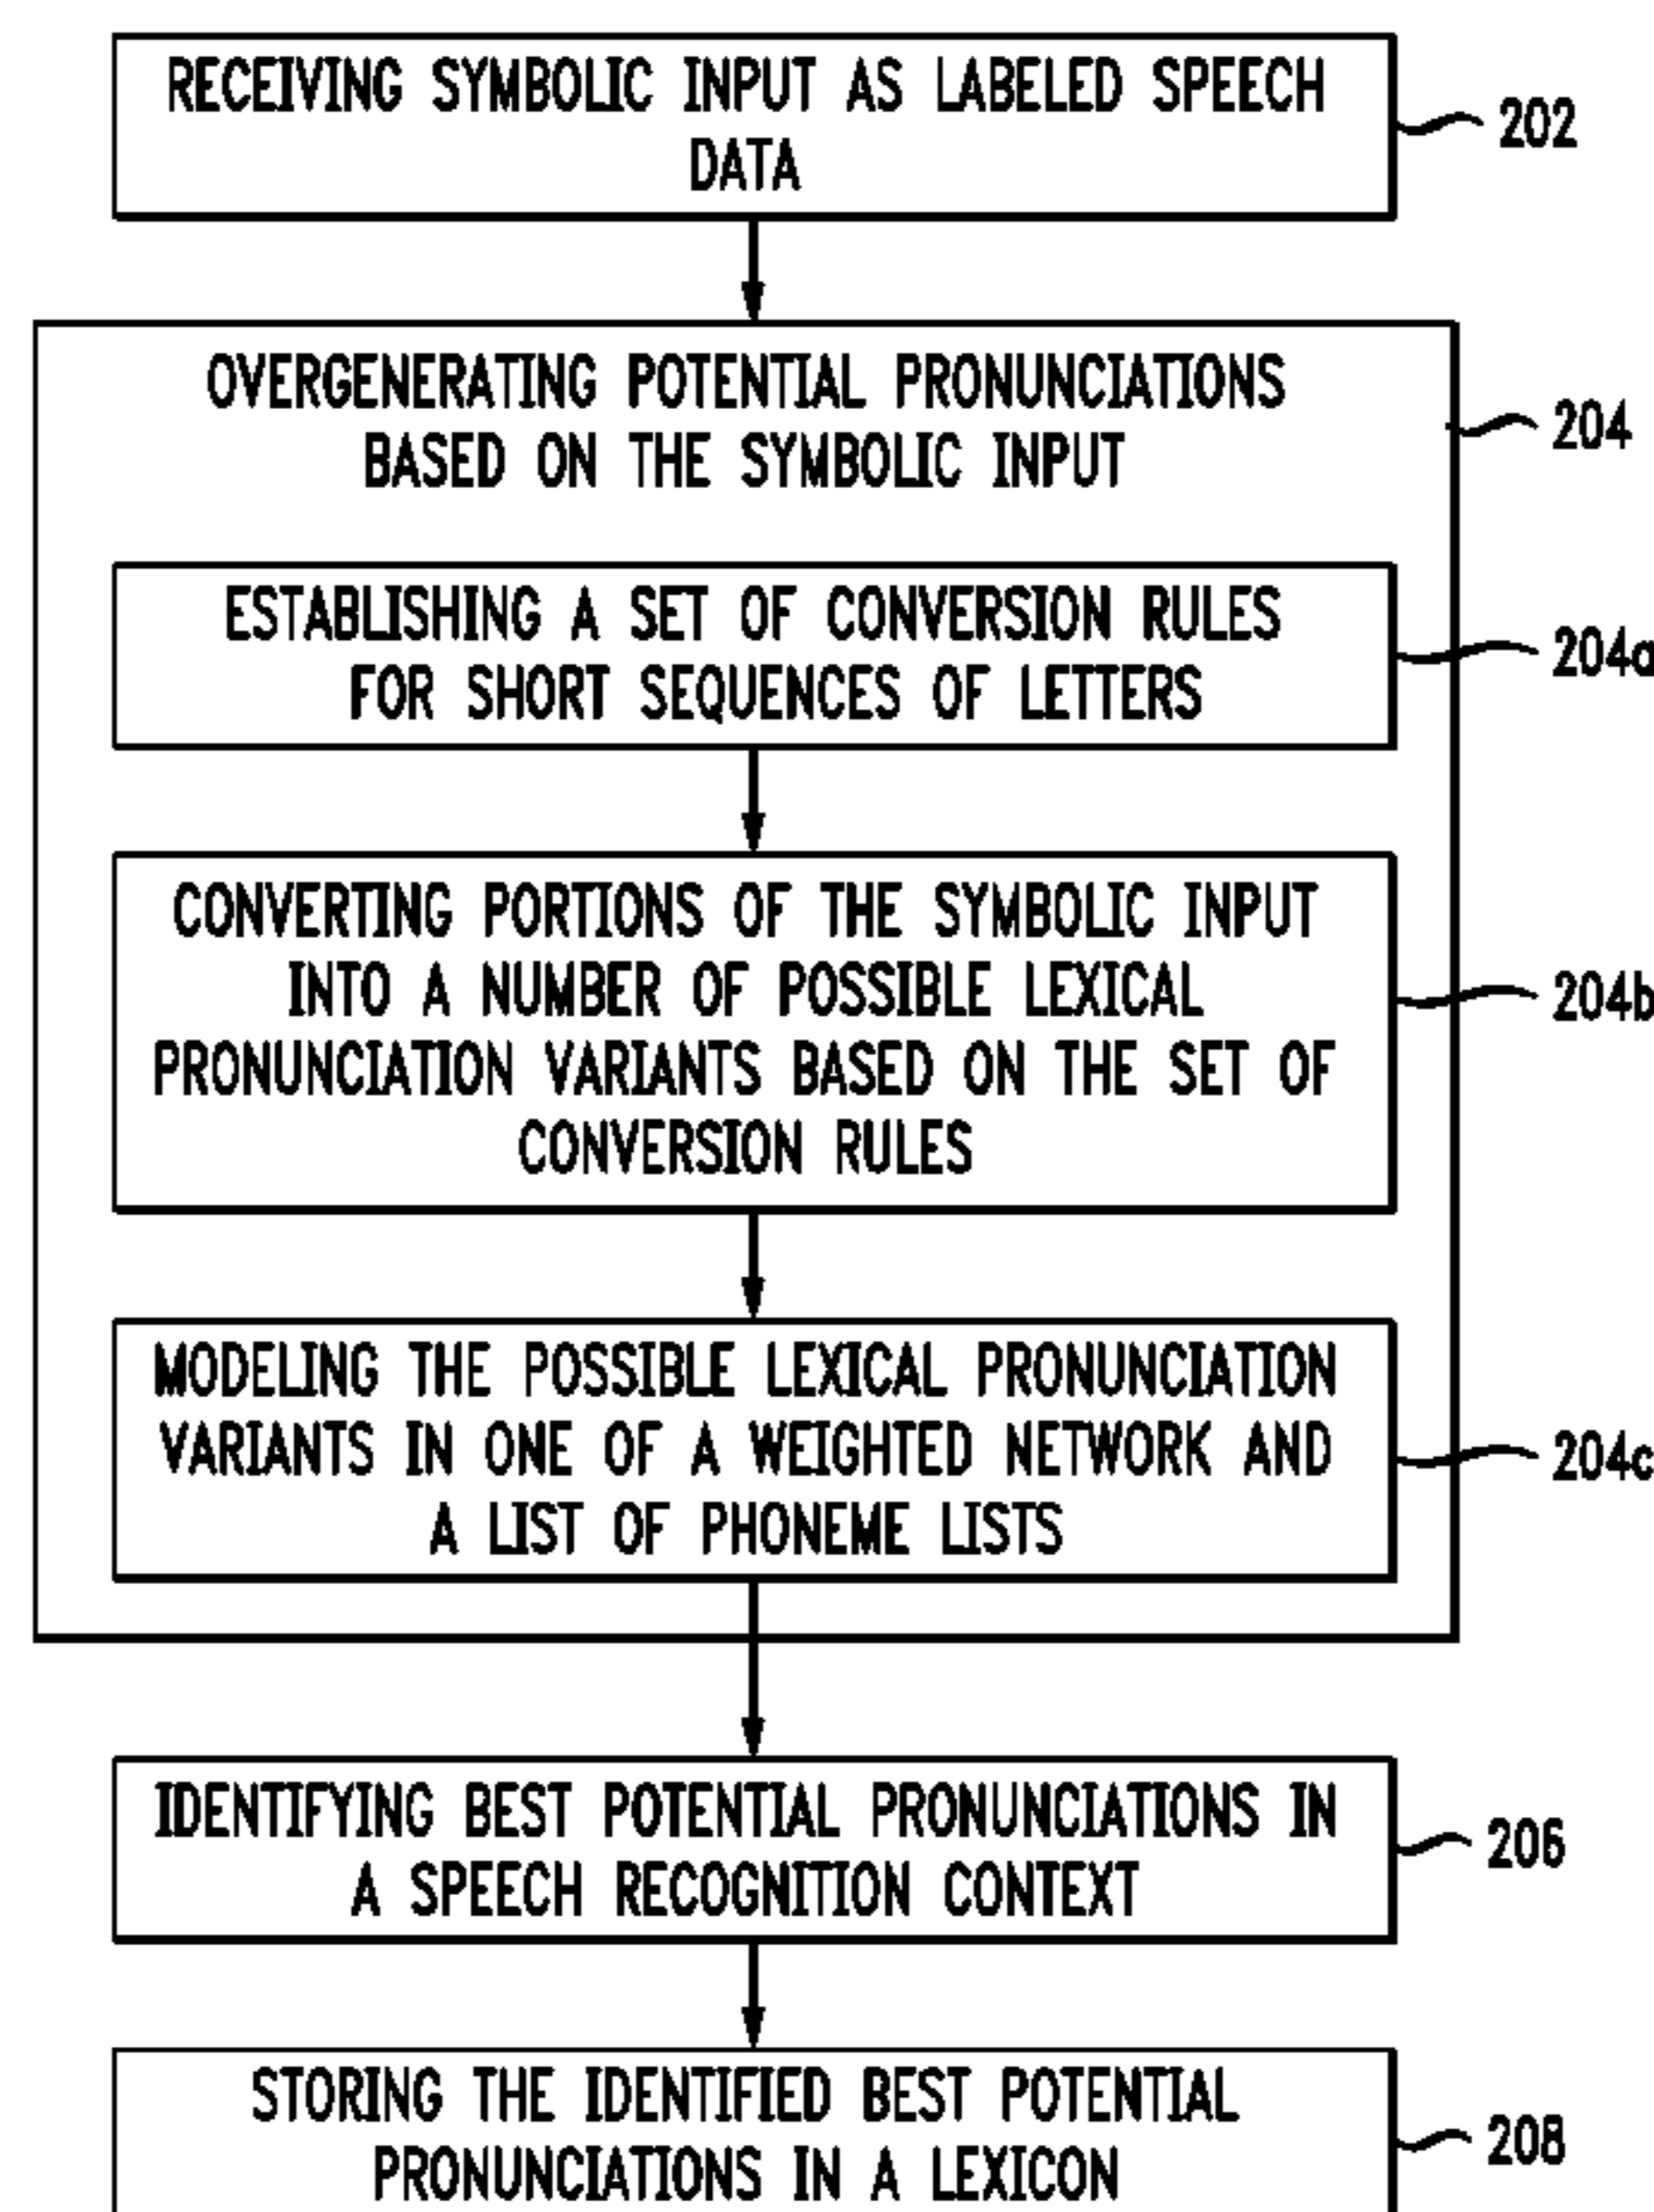 RECEIVING SYMBOLIC INPUT AS LABELED SPEECH
DATA
202
OVERGENERATING POTENTIAL PRONUNCIATIONS
BASED ON THE SYMBOLIC INPUT
204
ESTABLISHING A SET OF CONVERSION RULES
FOR SHORT SEQUENCES OF LETTERS
204a
CONVERTING PORTIONS OF THE SYMBOLIC INPUT
INTO A NUMBER OF POSSIBLE LEXICAL
PRONUNCIATION VARIANTS BASED ON THE SET OF
CONVERSION RULES
204b
MODELING THE POSSIBLE LEXICAL PRONUNCIATION
VARIANTS IN ONE OF A WEIGHTED NETWORK AND
A LIST OF PHONEME LISTS
204c
IDENTIFYING BEST POTENTIAL PRONUNCIATIONS IN
A SPEECH RECOGNITION CONTEXT
206
STORING THE IDENTIFIED BEST POTENTIAL
PRONUNCIATIONS IN A LEXICON
208